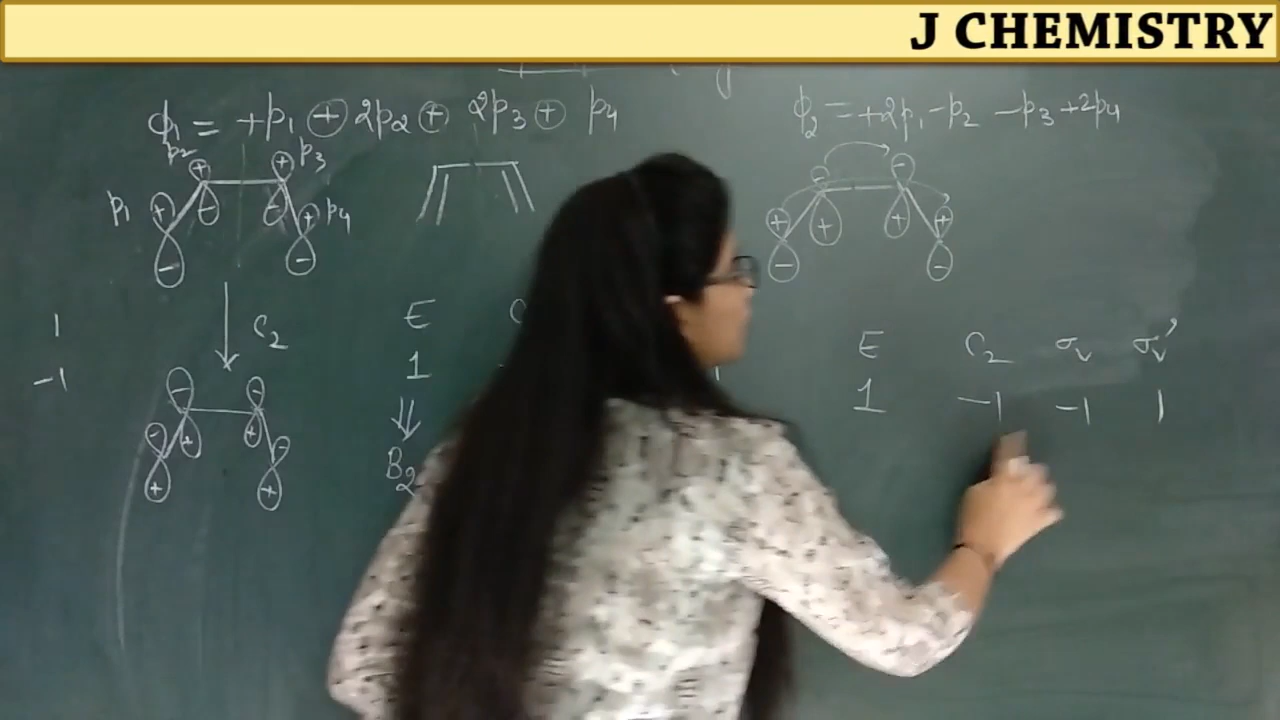 J CHEMISTRY
ϕ₁ = +p₁ ⊕ 2p₂ ⊕ 2p₃ ⊕ p₄
ϕ₂ = +2p₁ - p₂ - p₃ + 2p₄
p₂ p₃
+ + - -
p₁ + - - + p₄
+ + + +
- - - -
1 C₂ E C
E C₂ σᵥ σᵥ'
-1 1
1 -1 -1 1
- -
- + + -
B₂
+ +